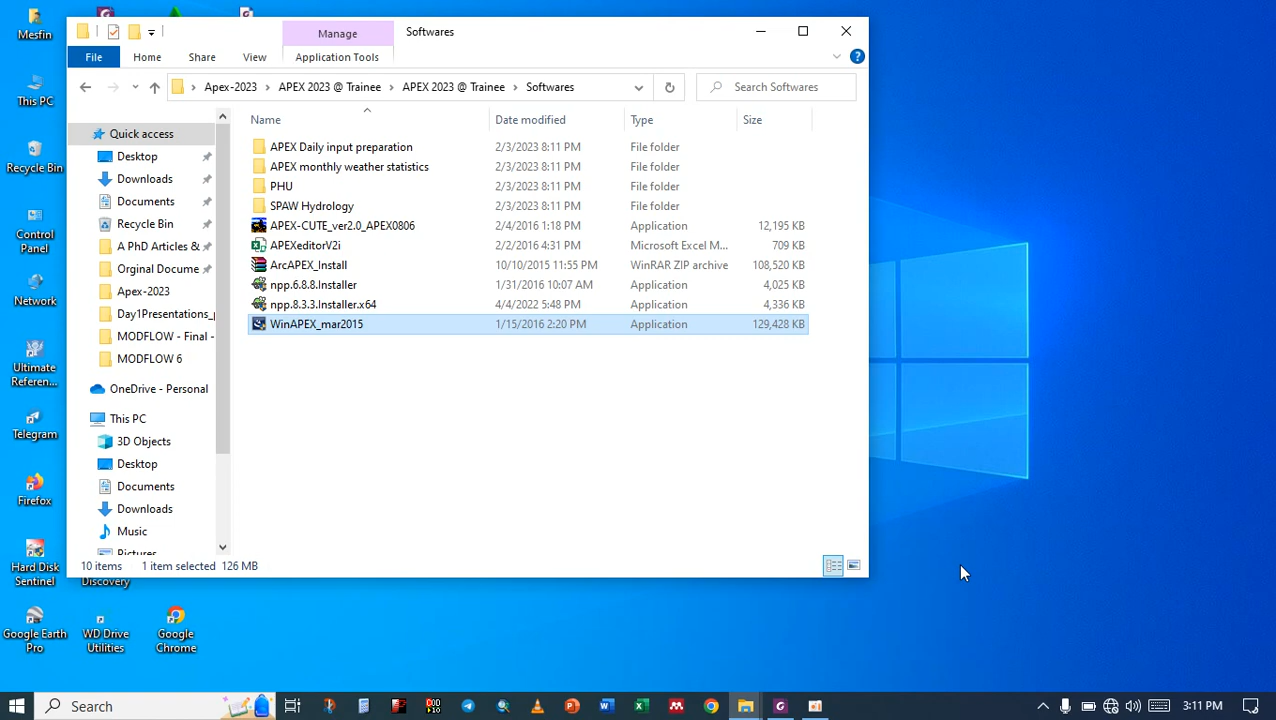 Mesfin
This PC
Recycle Bin
Control
Panel
Network
Ultimate
Referen...
Telegram
Firefox
Hard Disk
Sentinel
Discovery
Google Earth
Pro
WD Drive
Utilities
Google
Chrome
Manage
Softwares
File
Home
Share
View
Application Tools
Apex-2023
APEX 2023 @ Trainee
APEX 2023 @ Trainee
Softwares
Search Softwares
Name
Date modified
Type
Size
Quick access
Desktop
Downloads
Documents
Recycle Bin
A PhD Articles &
Orginal Docume
Apex-2023
Day1Presentations_
MODFLOW - Final -
MODFLOW 6
OneDrive - Personal
This PC
3D Objects
Desktop
Documents
Downloads
Music
Pictures
APEX Daily input preparation 2/3/2023 8:11 PM File folder
APEX monthly weather statistics 2/3/2023 8:11 PM File folder
PHU 2/3/2023 8:11 PM File folder
SPAW Hydrology 2/3/2023 8:11 PM File folder
APEX-CUTE_ver2.0_APEX0806 2/4/2016 1:18 PM Application 12,195 KB
APEXeditorV2i 2/2/2016 4:31 PM Microsoft Excel M... 709 KB
ArcAPEX_Install 10/10/2015 11:55 PM WinRAR ZIP archive 108,520 KB
npp.6.8.8.Installer 1/31/2016 10:07 AM Application 4,025 KB
npp.8.3.3.Installer.x64 4/4/2022 5:48 PM Application 4,336 KB
WinAPEX_mar2015 1/15/2016 2:20 PM Application 129,428 KB
10 items 1 item selected 126 MB
Search
3:11 PM